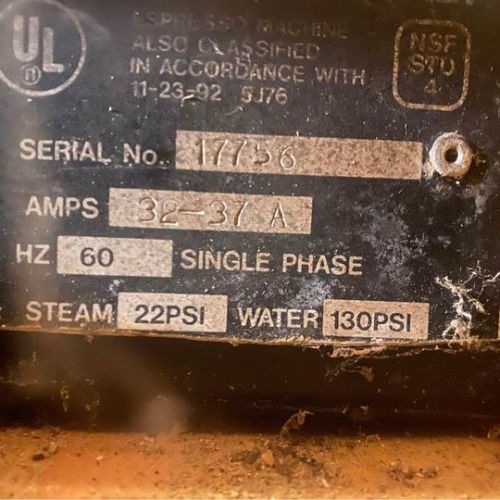 UL
ESPRESSO MACHINE
ALSO CLASSIFIED
IN ACCORDANCE WITH
11-23-92 5J76
NSF
STD
4
SERIAL No. 17756
AMPS 32-37 A
HZ 60 SINGLE PHASE
STEAM 22PSI WATER 130PSI